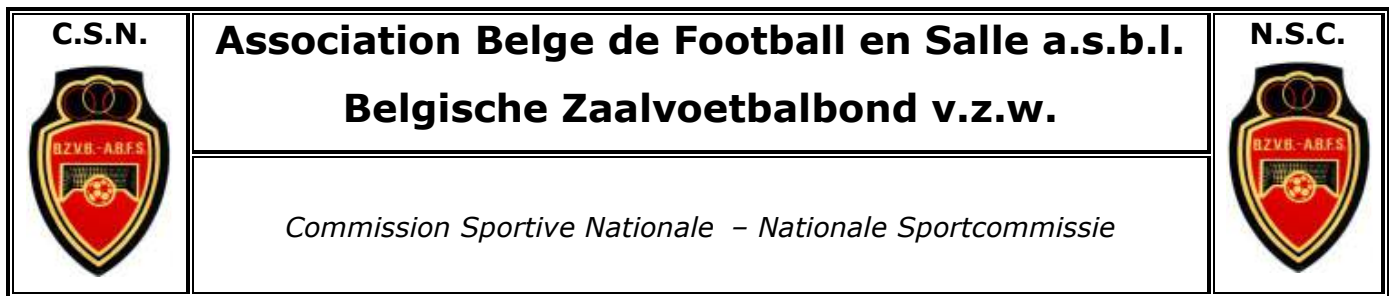 C.S.N.
B.Z.V.B.-A.B.F.S.
Association Belge de Football en Salle a.s.b.l.
Belgische Zaalvoetbalbond v.z.w.
Commission Sportive Nationale – Nationale Sportcommissie
N.S.C.
B.Z.V.B.-A.B.F.S.